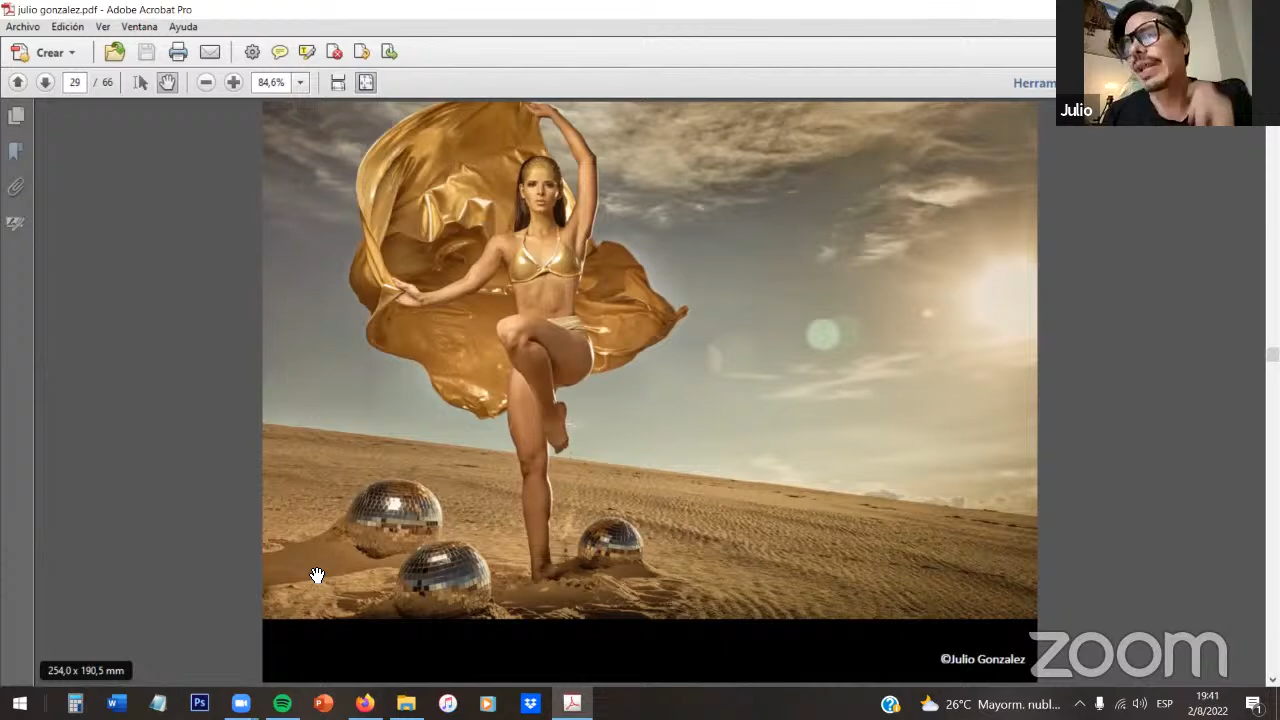 julio gonzalez.pdf - Adobe Acrobat Pro
Archivo Edición Ver Ventana Ayuda
Crear
29 / 66
84,6%
Herram
Julio
©Julio Gonzalez
zoom
254,0 x 190,5 mm
26°C Mayorm. nubl...
ESP
19:41
2/8/2022
1